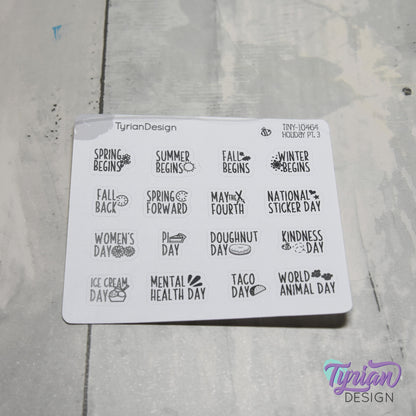 TyrianDesign
TINY-10464
HOLIDAY PT. 3
SPRING
BEGINS
SUMMER
BEGINS
FALL
BEGINS
WINTER
BEGINS
FALL
BACK
SPRING
FORWARD
MAY THE
FOURTH
NATIONAL
STICKER DAY
WOMEN'S
DAY
PI
DAY
DOUGHNUT
DAY
KINDNESS
DAY
ICE CREAM
DAY
MENTAL
HEALTH DAY
TACO
DAY
WORLD
ANIMAL DAY
Tyrian
DESIGN